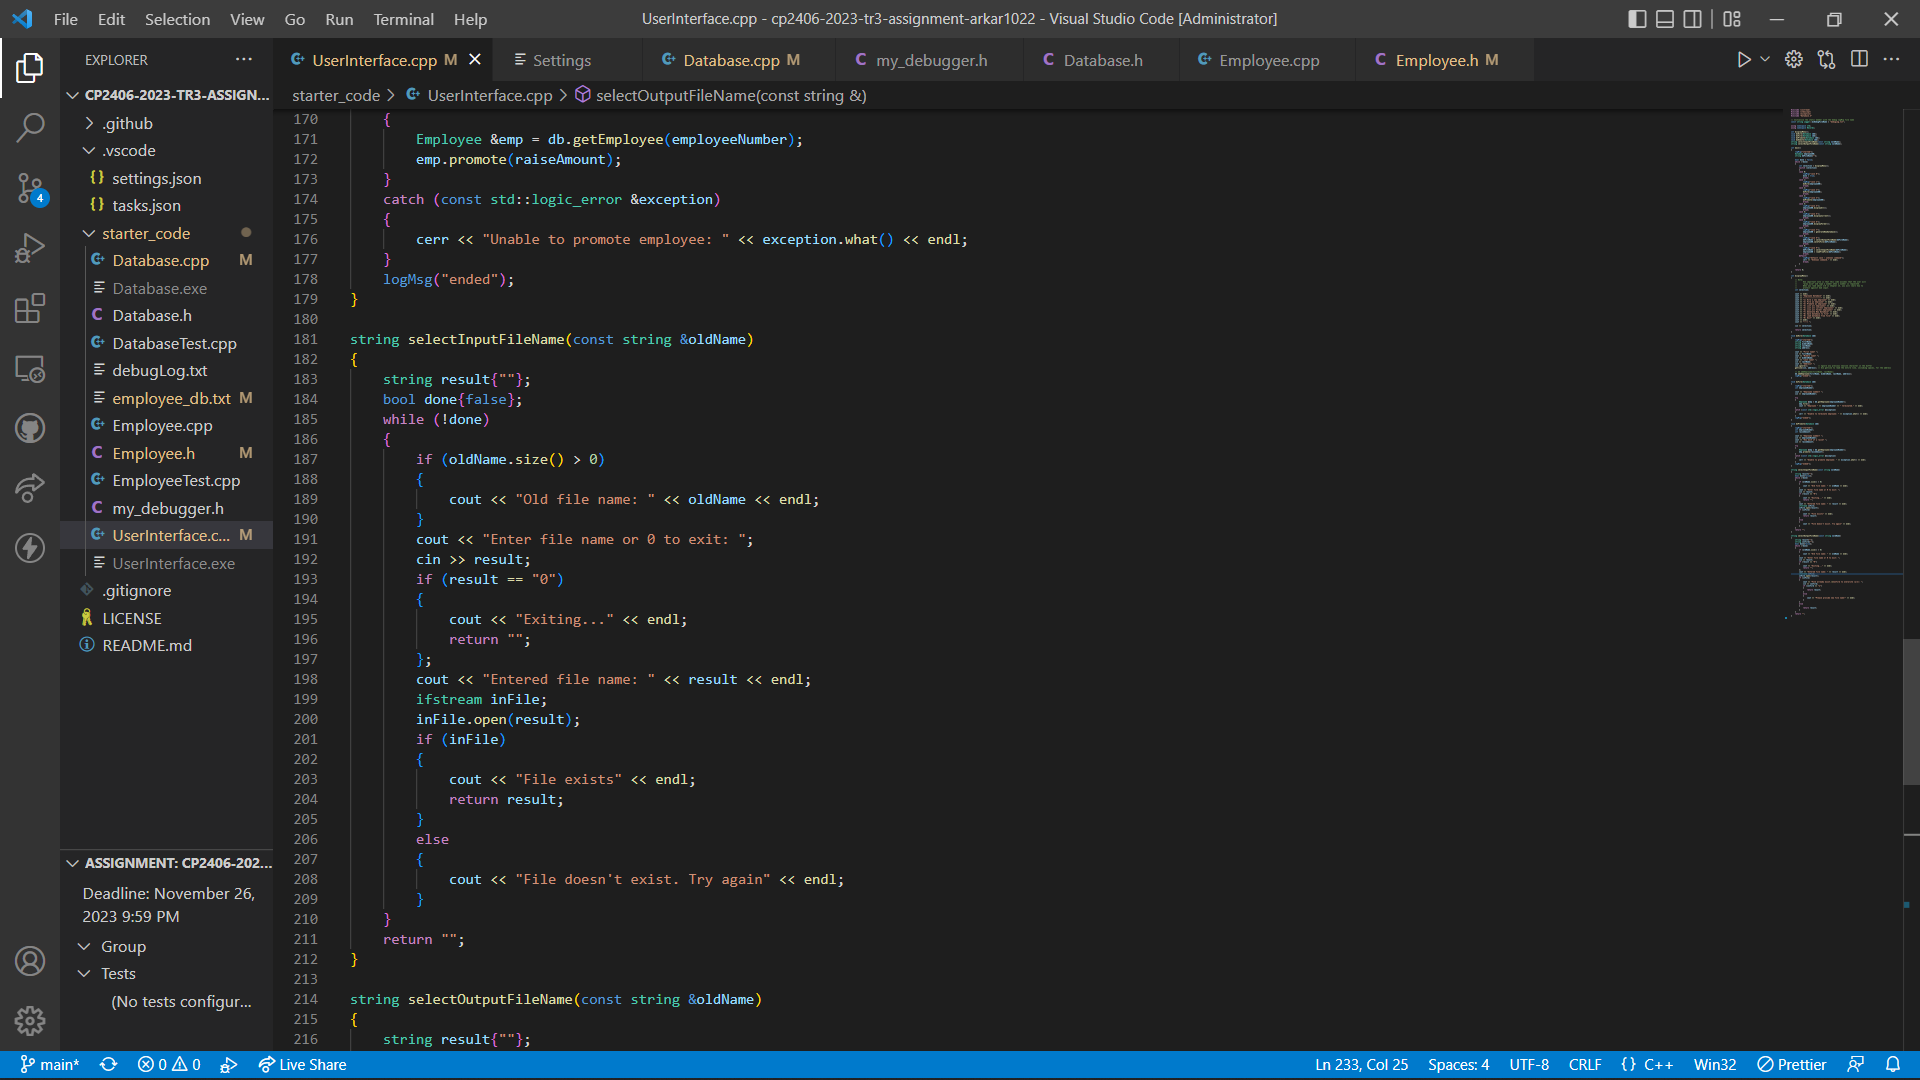 File Edit Selection View Go Run Terminal Help
UserInterface.cpp - cp2406-2023-tr3-assignment-arkar1022 - Visual Studio Code [Administrator]
EXPLORER
UserInterface.cpp M
Settings
Database.cpp M
my_debugger.h
Database.h
Employee.cpp
Employee.h M
starter_code > UserInterface.cpp > selectOutputFileName(const string &)
CP2406-2023-TR3-ASSIGN...
.github
.vscode
settings.json
tasks.json
starter_code
Database.cpp M
Database.exe
Database.h
DatabaseTest.cpp
debugLog.txt
employee_db.txt M
Employee.cpp
Employee.h M
EmployeeTest.cpp
my_debugger.h
UserInterface.c... M
UserInterface.exe
.gitignore
LICENSE
README.md
4
ASSIGNMENT: CP2406-202...
Deadline: November 26,
2023 9:59 PM
Group
Tests
(No tests configur...
170 {
171 Employee &emp = db.getEmployee(employeeNumber);
172 emp.promote(raiseAmount);
173 }
174 catch (const std::logic_error &exception)
175 {
176 cerr << "Unable to promote employee: " << exception.what() << endl;
177 }
178 logMsg("ended");
179 }
180
181 string selectInputFileName(const string &oldName)
182 {
183 string result{""};
184 bool done{false};
185 while (!done)
186 {
187 if (oldName.size() > 0)
188 {
189 cout << "Old file name: " << oldName << endl;
190 }
191 cout << "Enter file name or 0 to exit: ";
192 cin >> result;
193 if (result == "0")
194 {
195 cout << "Exiting..." << endl;
196 return "";
197 };
198 cout << "Entered file name: " << result << endl;
199 ifstream inFile;
200 inFile.open(result);
201 if (inFile)
202 {
203 cout << "File exists" << endl;
204 return result;
205 }
206 else
207 {
208 cout << "File doesn't exist. Try again" << endl;
209 }
210 }
211 return "";
212 }
213
214 string selectOutputFileName(const string &oldName)
215 {
216 string result{""};
main* 0 0 Live Share
Ln 233, Col 25 Spaces: 4 UTF-8 CRLF {} C++ Win32 Prettier